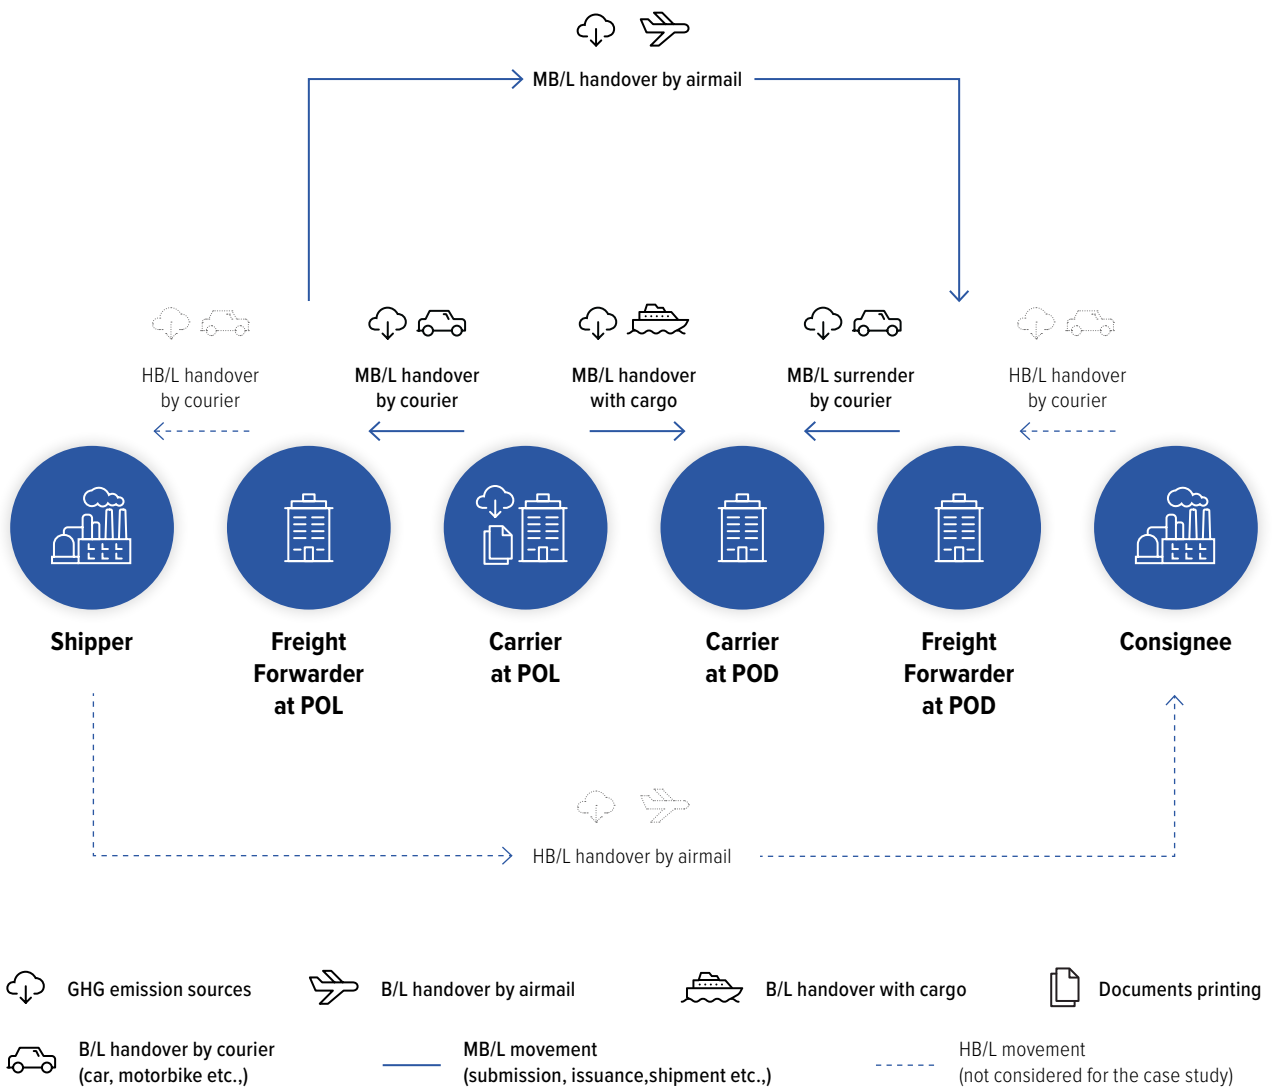 MB/L handover by airmail
HB/L handover
by courier
MB/L handover
by courier
MB/L handover
with cargo
MB/L surrender
by courier
HB/L handover
by courier
Shipper
Freight
Forwarder
at POL
Carrier
at POL
Carrier
at POD
Freight
Forwarder
at POD
Consignee
HB/L handover by airmail
GHG emission sources
B/L handover by airmail
B/L handover with cargo
Documents printing
B/L handover by courier
(car, motorbike etc.,)
MB/L movement
(submission, issuance,shipment etc.,)
HB/L movement
(not considered for the case study)